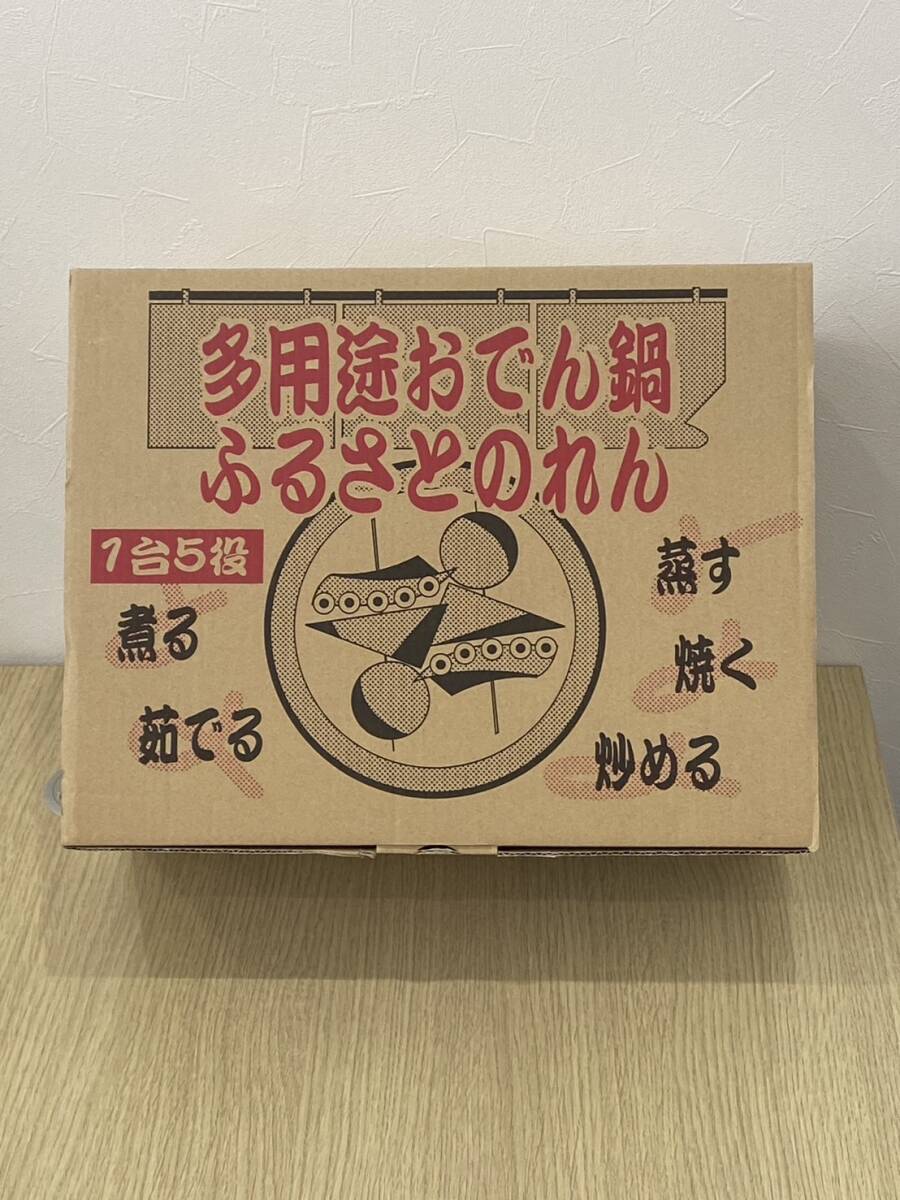 多用途おでん鍋
ふるさとのれん
1台5役
煮る
茹でる
蒸す
焼く
炒める